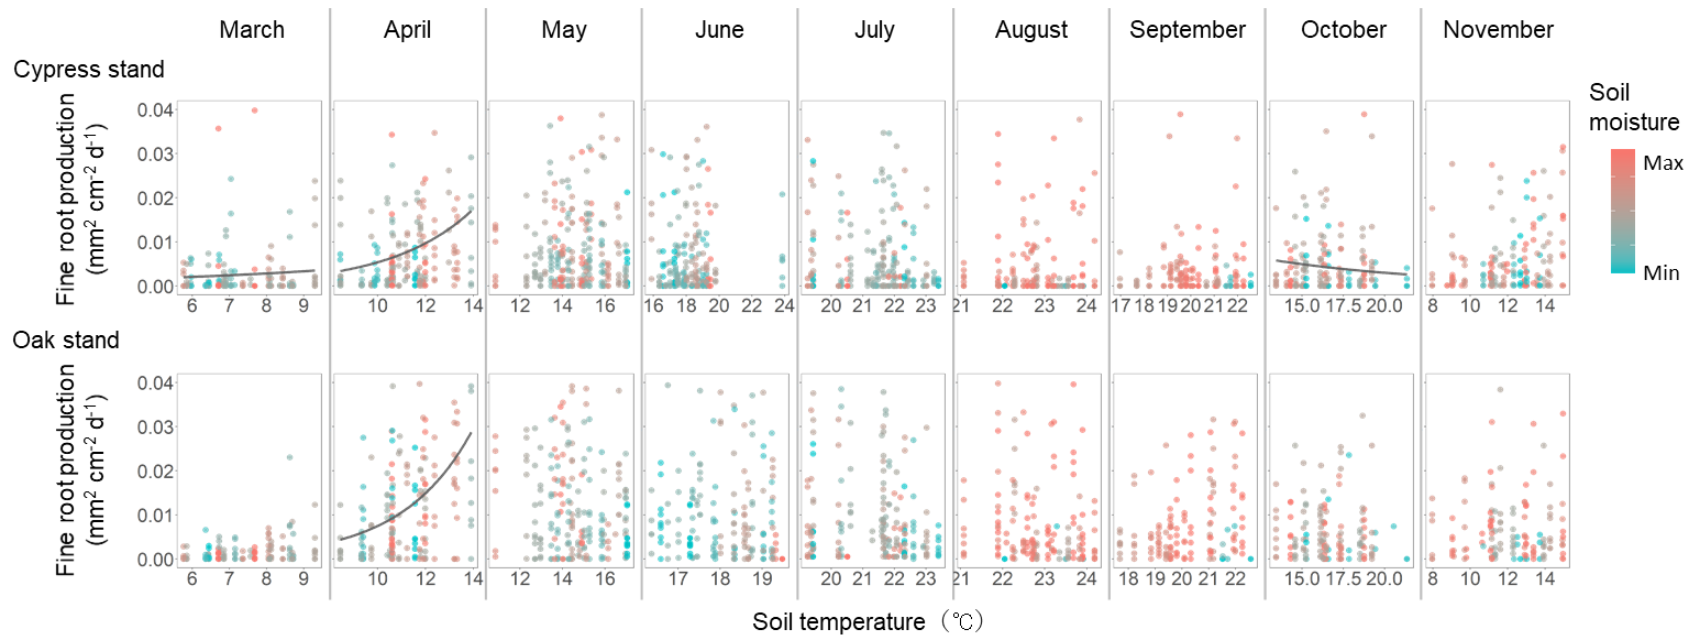 March April May June July August September October November
Cypress stand
Fine root production
(mm² cm⁻² d⁻¹)
0.04
0.03
0.02
0.01
0.00
6 7 8 9 10 12 14 12 14 16 16 18 20 22 24 20 21 22 23 21 22 23 24 17 18 19 20 21 22 15.0 17.5 20.0 8 10 12 14
Soil
moisture
Max
Min
Oak stand
Fine root production
(mm² cm⁻² d⁻¹)
0.04
0.03
0.02
0.01
0.00
6 7 8 9 10 12 14 12 14 16 17 18 19 20 21 22 23 21 22 23 24 18 19 20 21 22 15.0 17.5 20.0 8 10 12 14
Soil temperature（℃）